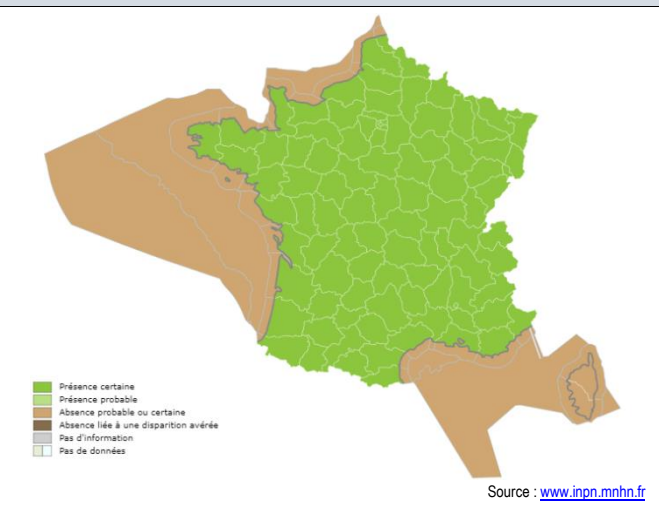 Présence certaine
Présence probable
Absence probable ou certaine
Absence liée à une disparition avérée
Pas d'information
Pas de données
Source : www.inpn.mnhn.fr